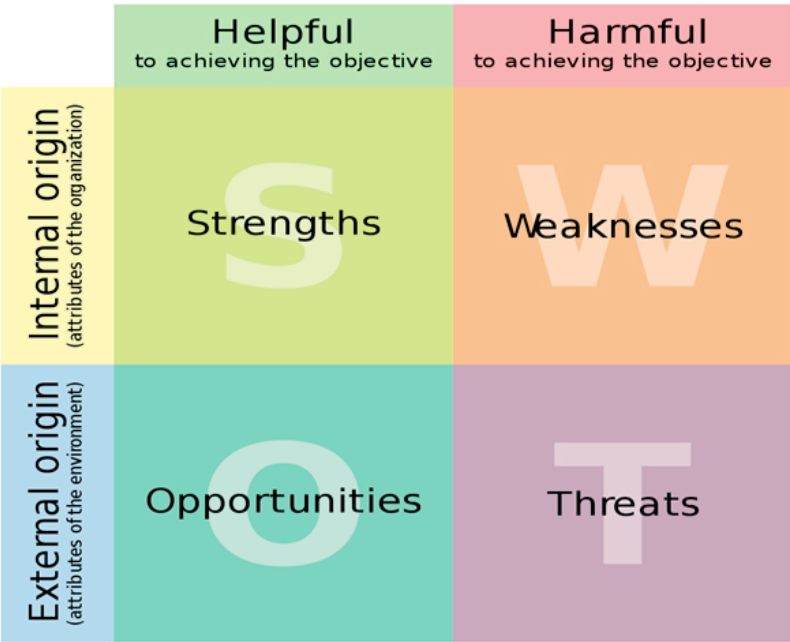 Helpful
to achieving the objective
Harmful
to achieving the objective
Internal origin
(attributes of the organization)
S
Strengths
W
Weaknesses
External origin
(attributes of the environment)
O
Opportunities
T
Threats